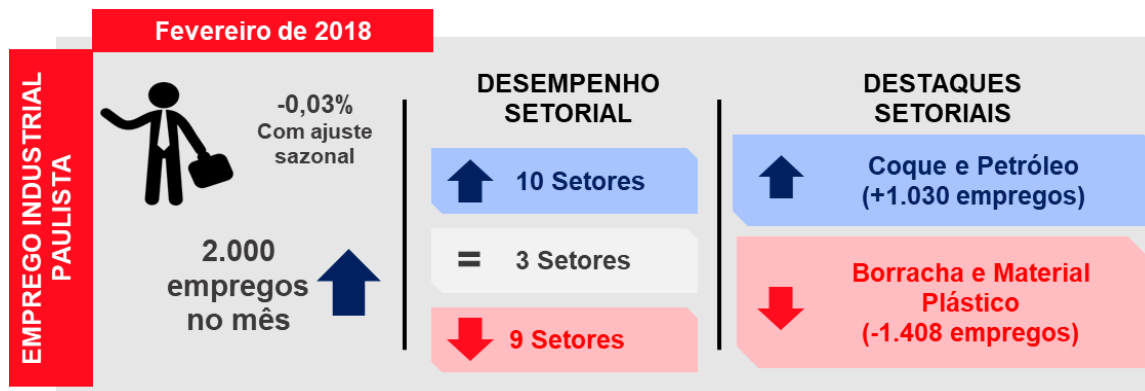 Fevereiro de 2018
EMPREGO INDUSTRIAL
PAULISTA
-0,03%
Com ajuste
sazonal
2.000
empregos
no mês
DESEMPENHO
SETORIAL
10 Setores
= 3 Setores
9 Setores
DESTAQUES
SETORIAIS
Coque e Petróleo
(+1.030 empregos)
Borracha e Material
Plástico
(-1.408 empregos)